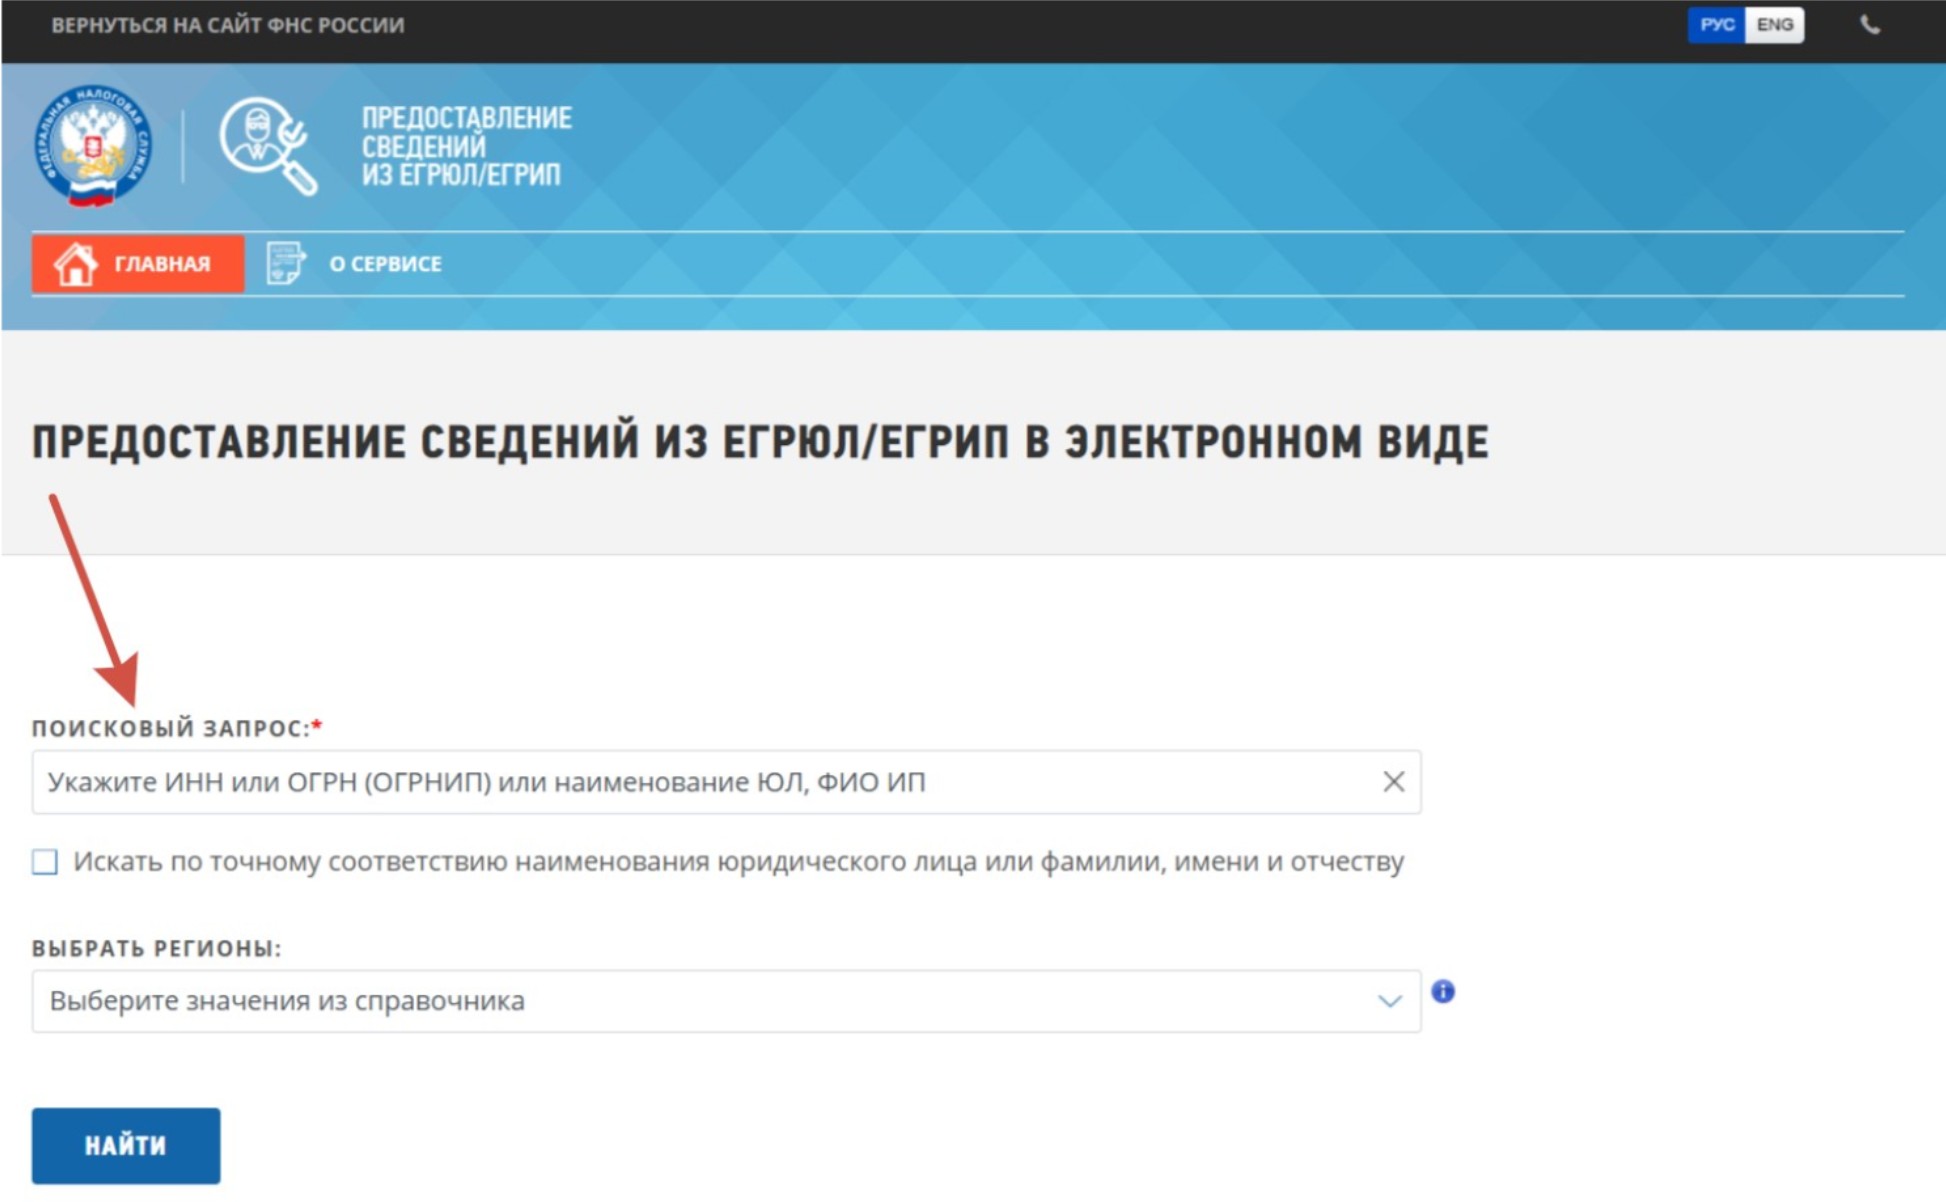 ВЕРНУТЬСЯ НА САЙТ ФНС РОССИИ
РУС ENG
ФЕДЕРАЛЬНАЯ НАЛОГОВАЯ СЛУЖБА
ПРЕДОСТАВЛЕНИЕ
СВЕДЕНИЙ
ИЗ ЕГРЮЛ/ЕГРИП
ГЛАВНАЯ
О СЕРВИСЕ
ПРЕДОСТАВЛЕНИЕ СВЕДЕНИЙ ИЗ ЕГРЮЛ/ЕГРИП В ЭЛЕКТРОННОМ ВИДЕ
ПОИСКОВЫЙ ЗАПРОС:*
Укажите ИНН или ОГРН (ОГРНИП) или наименование ЮЛ, ФИО ИП
Искать по точному соответствию наименования юридического лица или фамилии, имени и отчеству
ВЫБРАТЬ РЕГИОНЫ:
Выберите значения из справочника
НАЙТИ